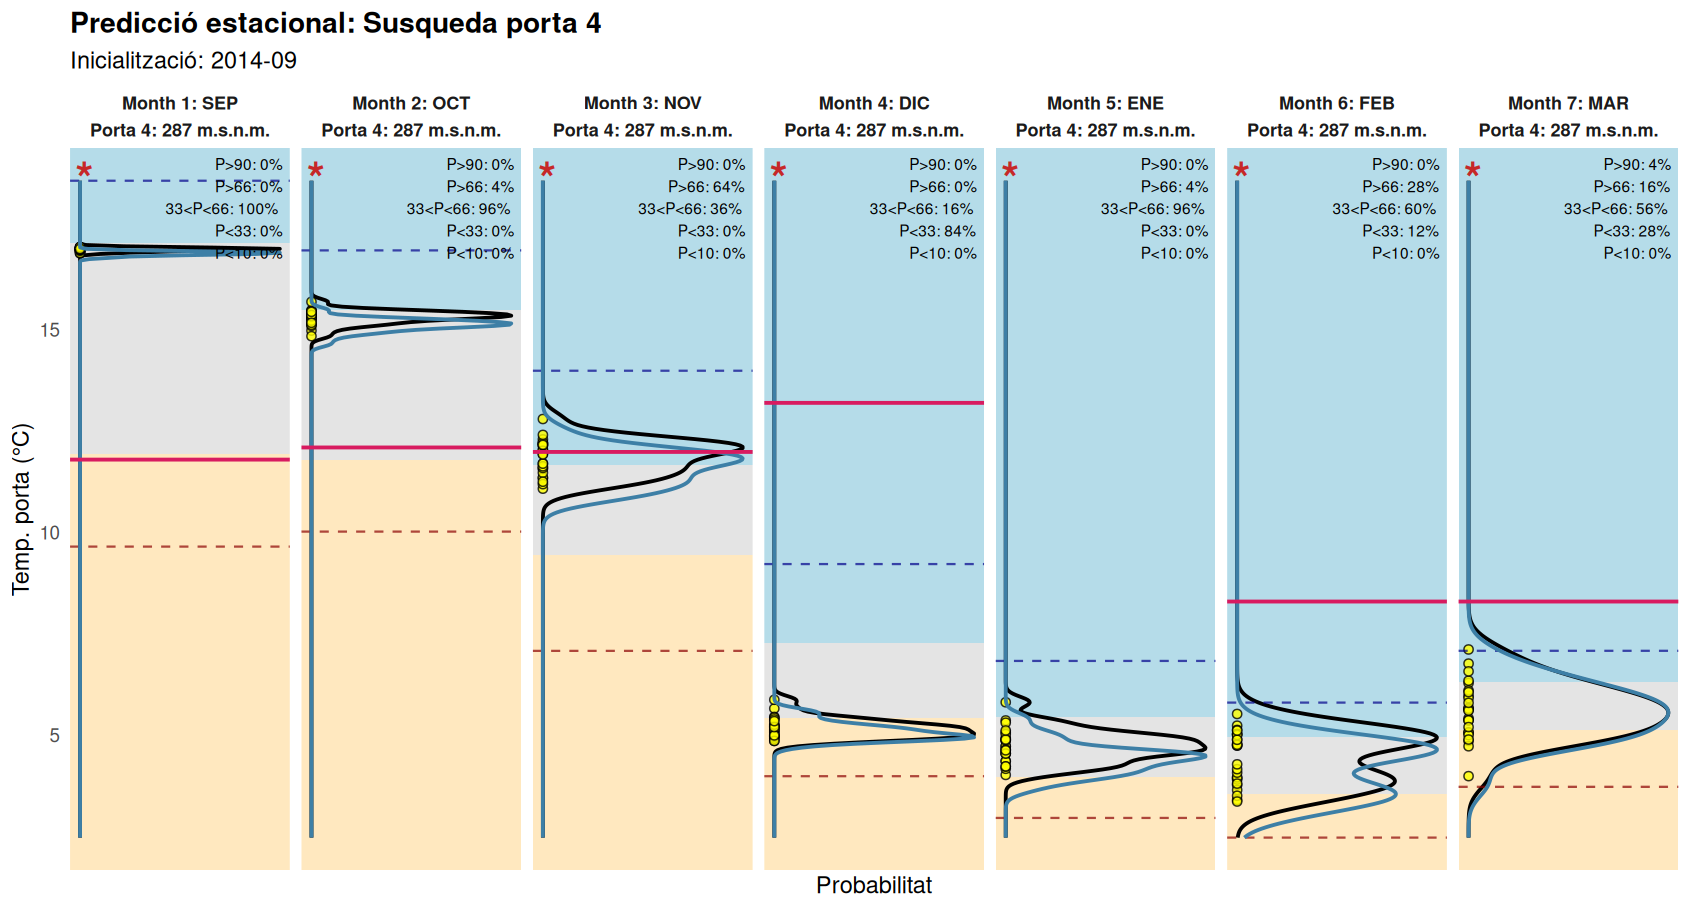 Predicció estacional: Susqueda porta 4
Inicialització: 2014-09
Month 1: SEP
Porta 4: 287 m.s.n.m.
Month 2: OCT
Porta 4: 287 m.s.n.m.
Month 3: NOV
Porta 4: 287 m.s.n.m.
Month 4: DIC
Porta 4: 287 m.s.n.m.
Month 5: ENE
Porta 4: 287 m.s.n.m.
Month 6: FEB
Porta 4: 287 m.s.n.m.
Month 7: MAR
Porta 4: 287 m.s.n.m.
*
P>90: 0%
P>66: 0%
33<P<66: 100%
P<33: 0%
P<10: 0%
*
P>90: 0%
P>66: 4%
33<P<66: 96%
P<33: 0%
P<10: 0%
*
P>90: 0%
P>66: 64%
33<P<66: 36%
P<33: 0%
P<10: 0%
*
P>90: 0%
P>66: 0%
33<P<66: 16%
P<33: 84%
P<10: 0%
*
P>90: 0%
P>66: 4%
33<P<66: 96%
P<33: 0%
P<10: 0%
*
P>90: 0%
P>66: 28%
33<P<66: 60%
P<33: 12%
P<10: 0%
*
P>90: 4%
P>66: 16%
33<P<66: 56%
P<33: 28%
P<10: 0%
Temp. porta (°C)
15
10
5
Probabilitat